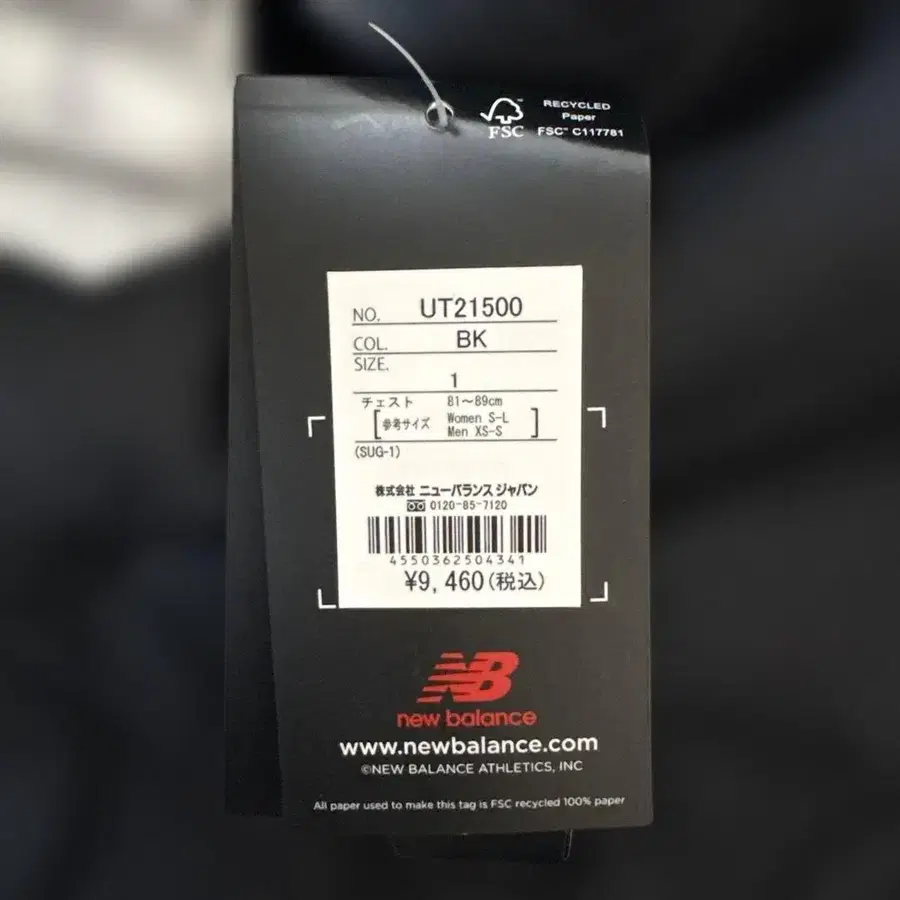 FSC™
RECYCLED
Paper
FSC™ C117781
NO. UT21500
COL. BK
SIZE.
1
チェスト 81～89cm
[参考サイズ Women S-L
Men XS-S]
(SUG-1)
株式会社 ニューバランス ジャパン
0120-85-7120
4550362504341
¥9,460(税込)
NB
new balance
www.newbalance.com
©NEW BALANCE ATHLETICS, INC
All paper used to make this tag is FSC recycled 100% paper